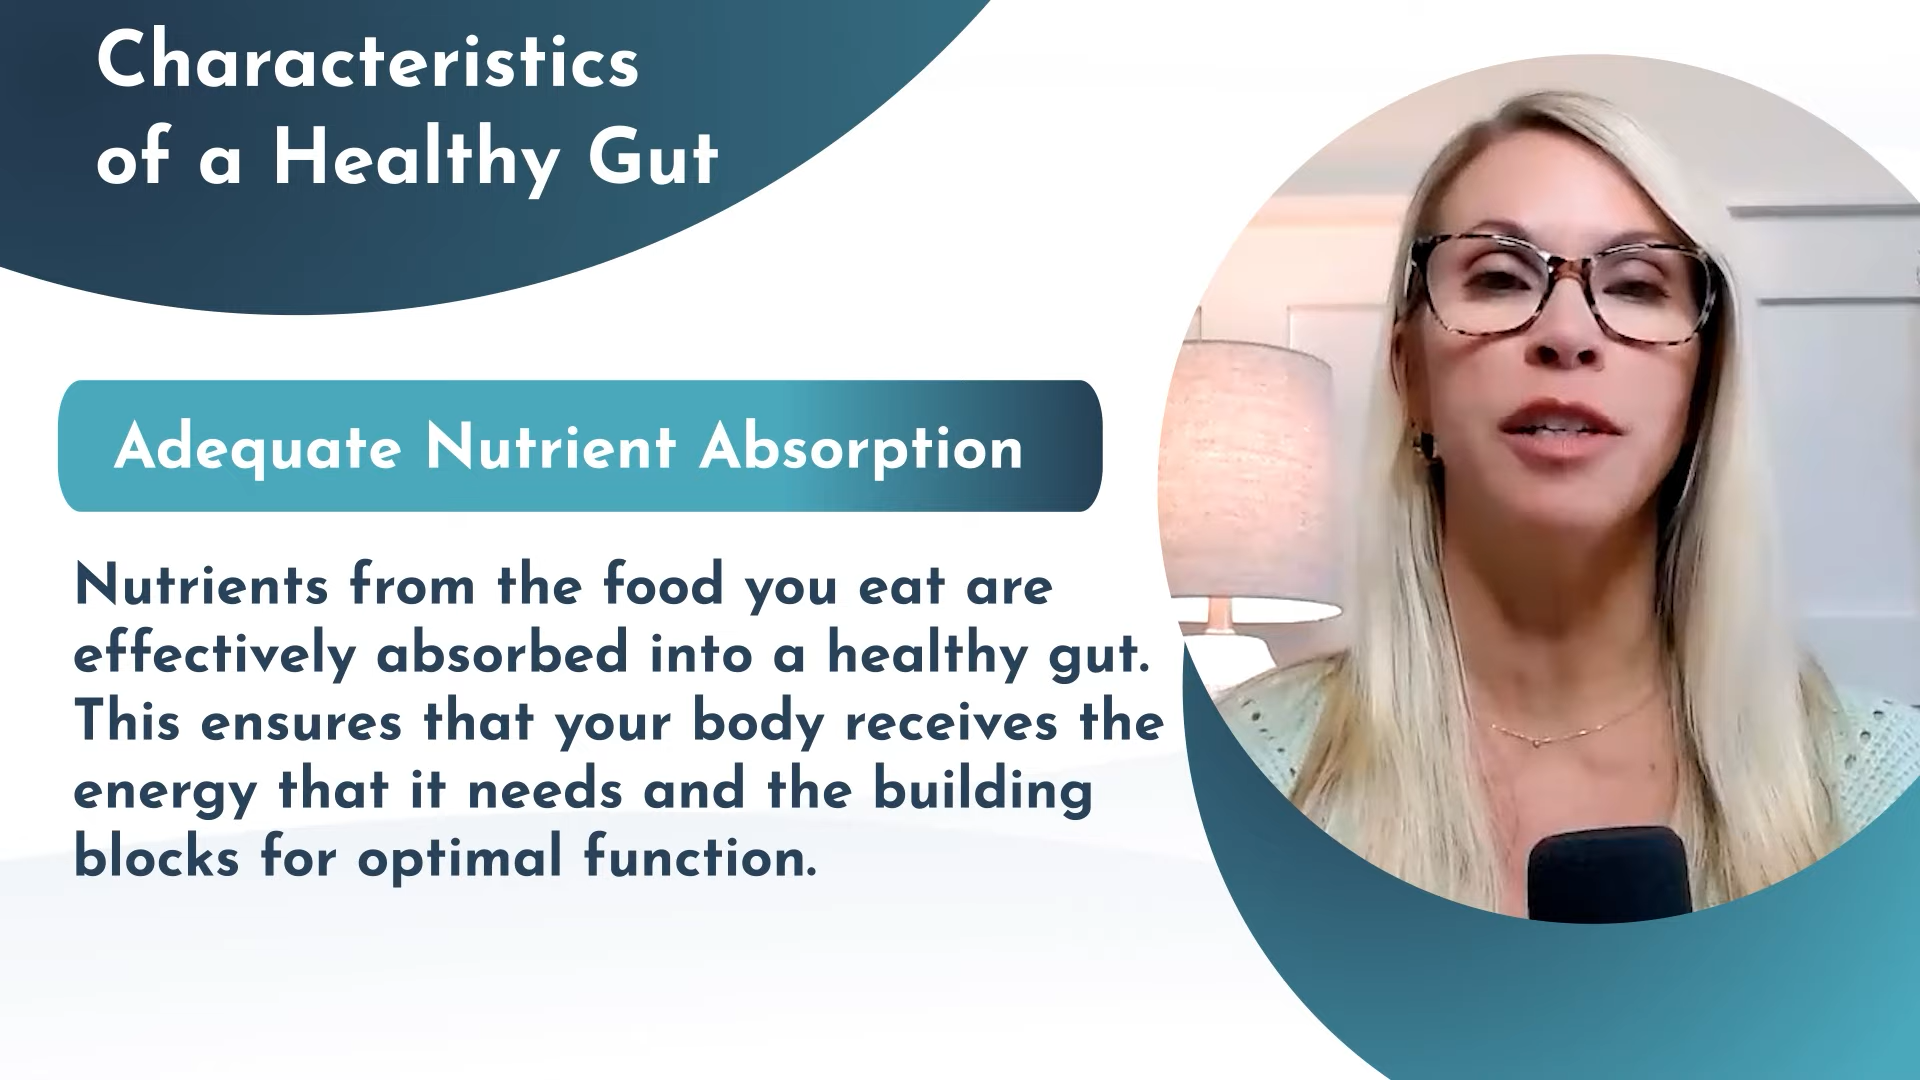 Characteristics
of a Healthy Gut
Adequate Nutrient Absorption
Nutrients from the food you eat are
effectively absorbed into a healthy gut.
This ensures that your body receives the
energy that it needs and the building
blocks for optimal function.